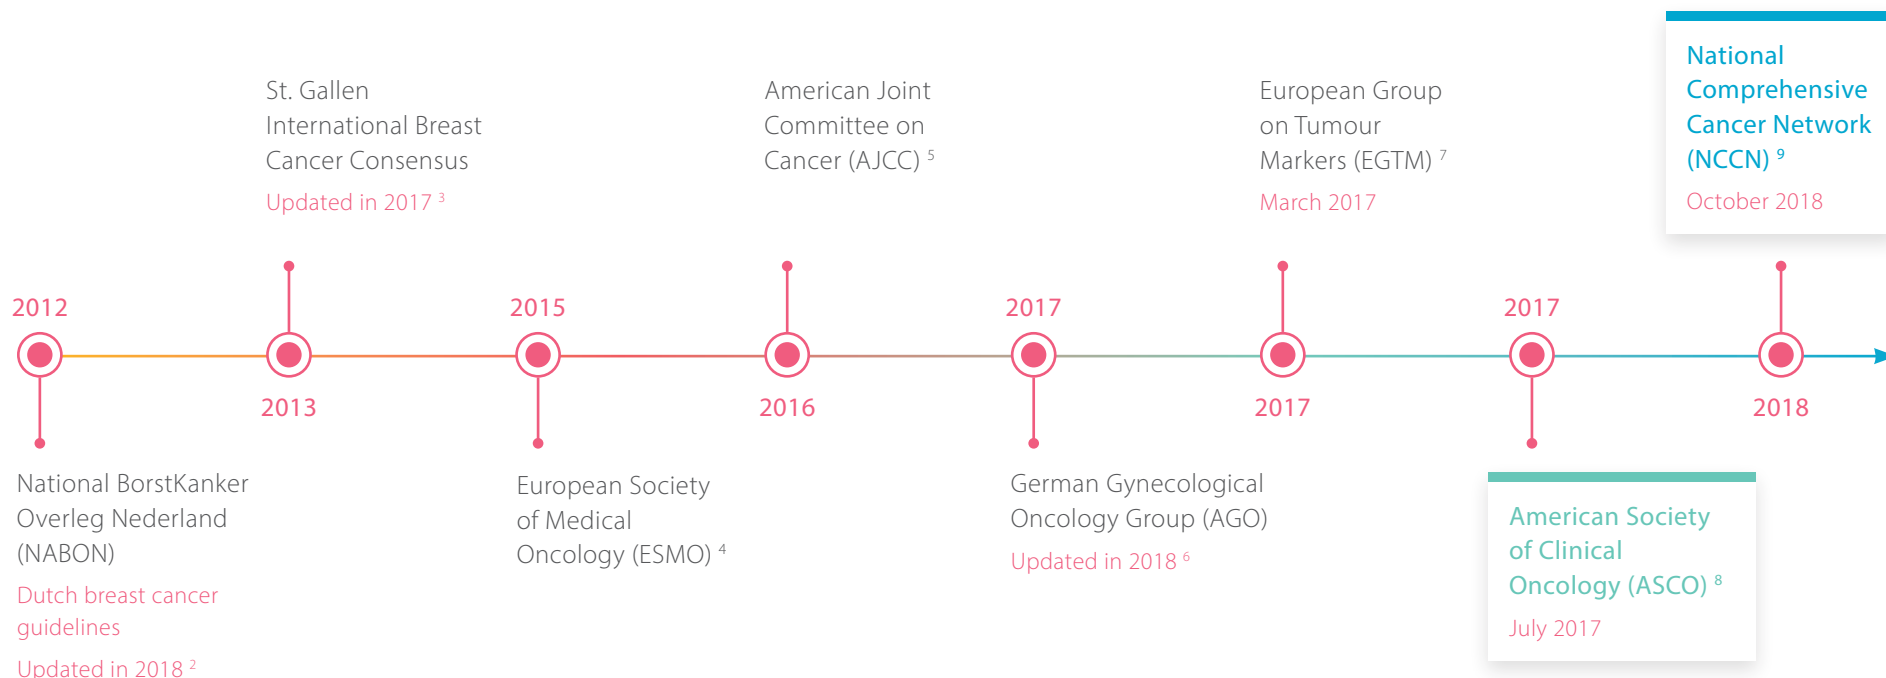 2012
National BorstKanker
Overleg Nederland
(NABON)
Dutch breast cancer
guidelines
Updated in 2018 2
St. Gallen
International Breast
Cancer Consensus
Updated in 2017 3
2013
2015
European Society
of Medical
Oncology (ESMO) 4
American Joint
Committee on
Cancer (AJCC) 5
2016
2017
German Gynecological
Oncology Group (AGO)
Updated in 2018 6
European Group
on Tumour
Markers (EGTM) 7
March 2017
2017
2017
American Society
of Clinical
Oncology (ASCO) 8
July 2017
National
Comprehensive
Cancer Network
(NCCN) 9
October 2018
2018